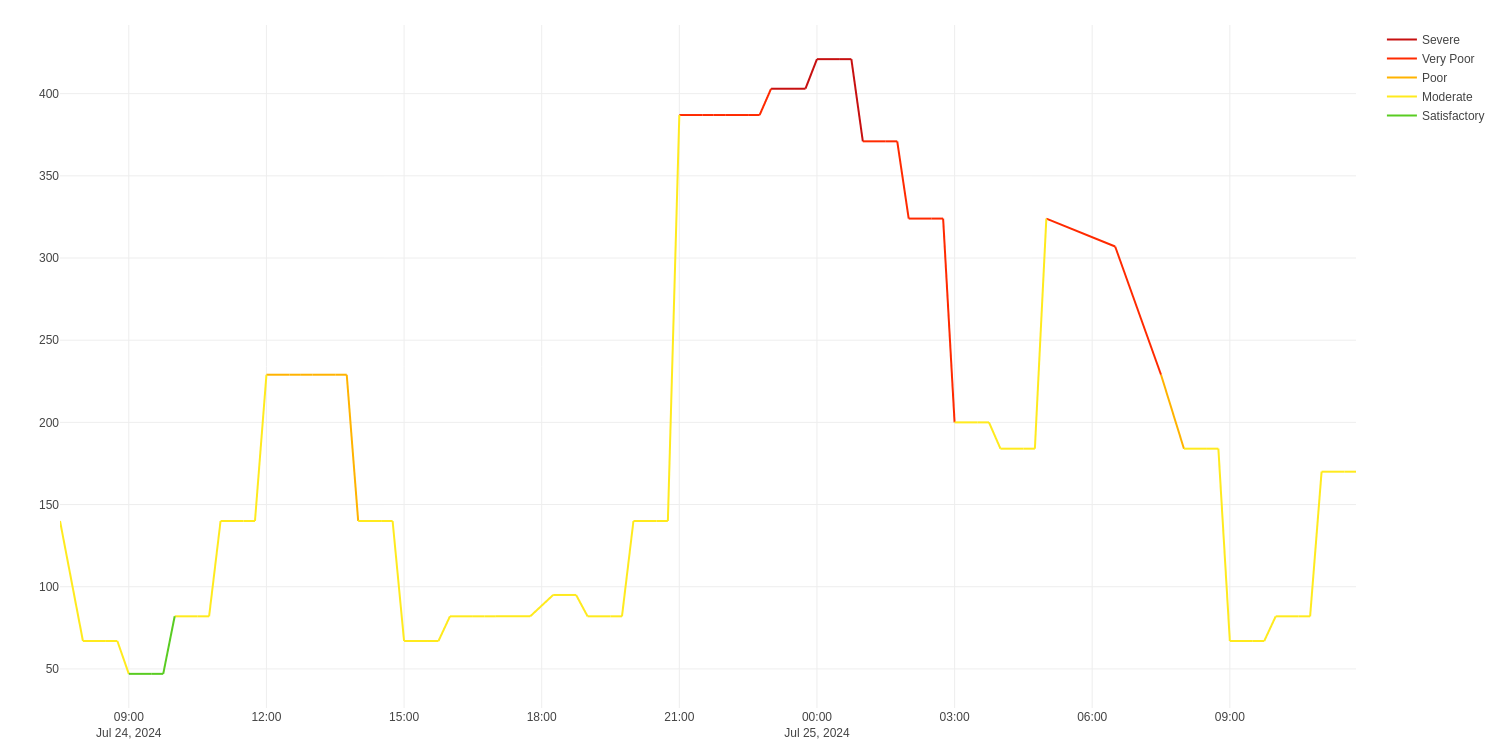 400
350
300
250
200
150
100
50
09:00
Jul 24, 2024
12:00
15:00
18:00
21:00
00:00
Jul 25, 2024
03:00
06:00
09:00
Severe
Very Poor
Poor
Moderate
Satisfactory